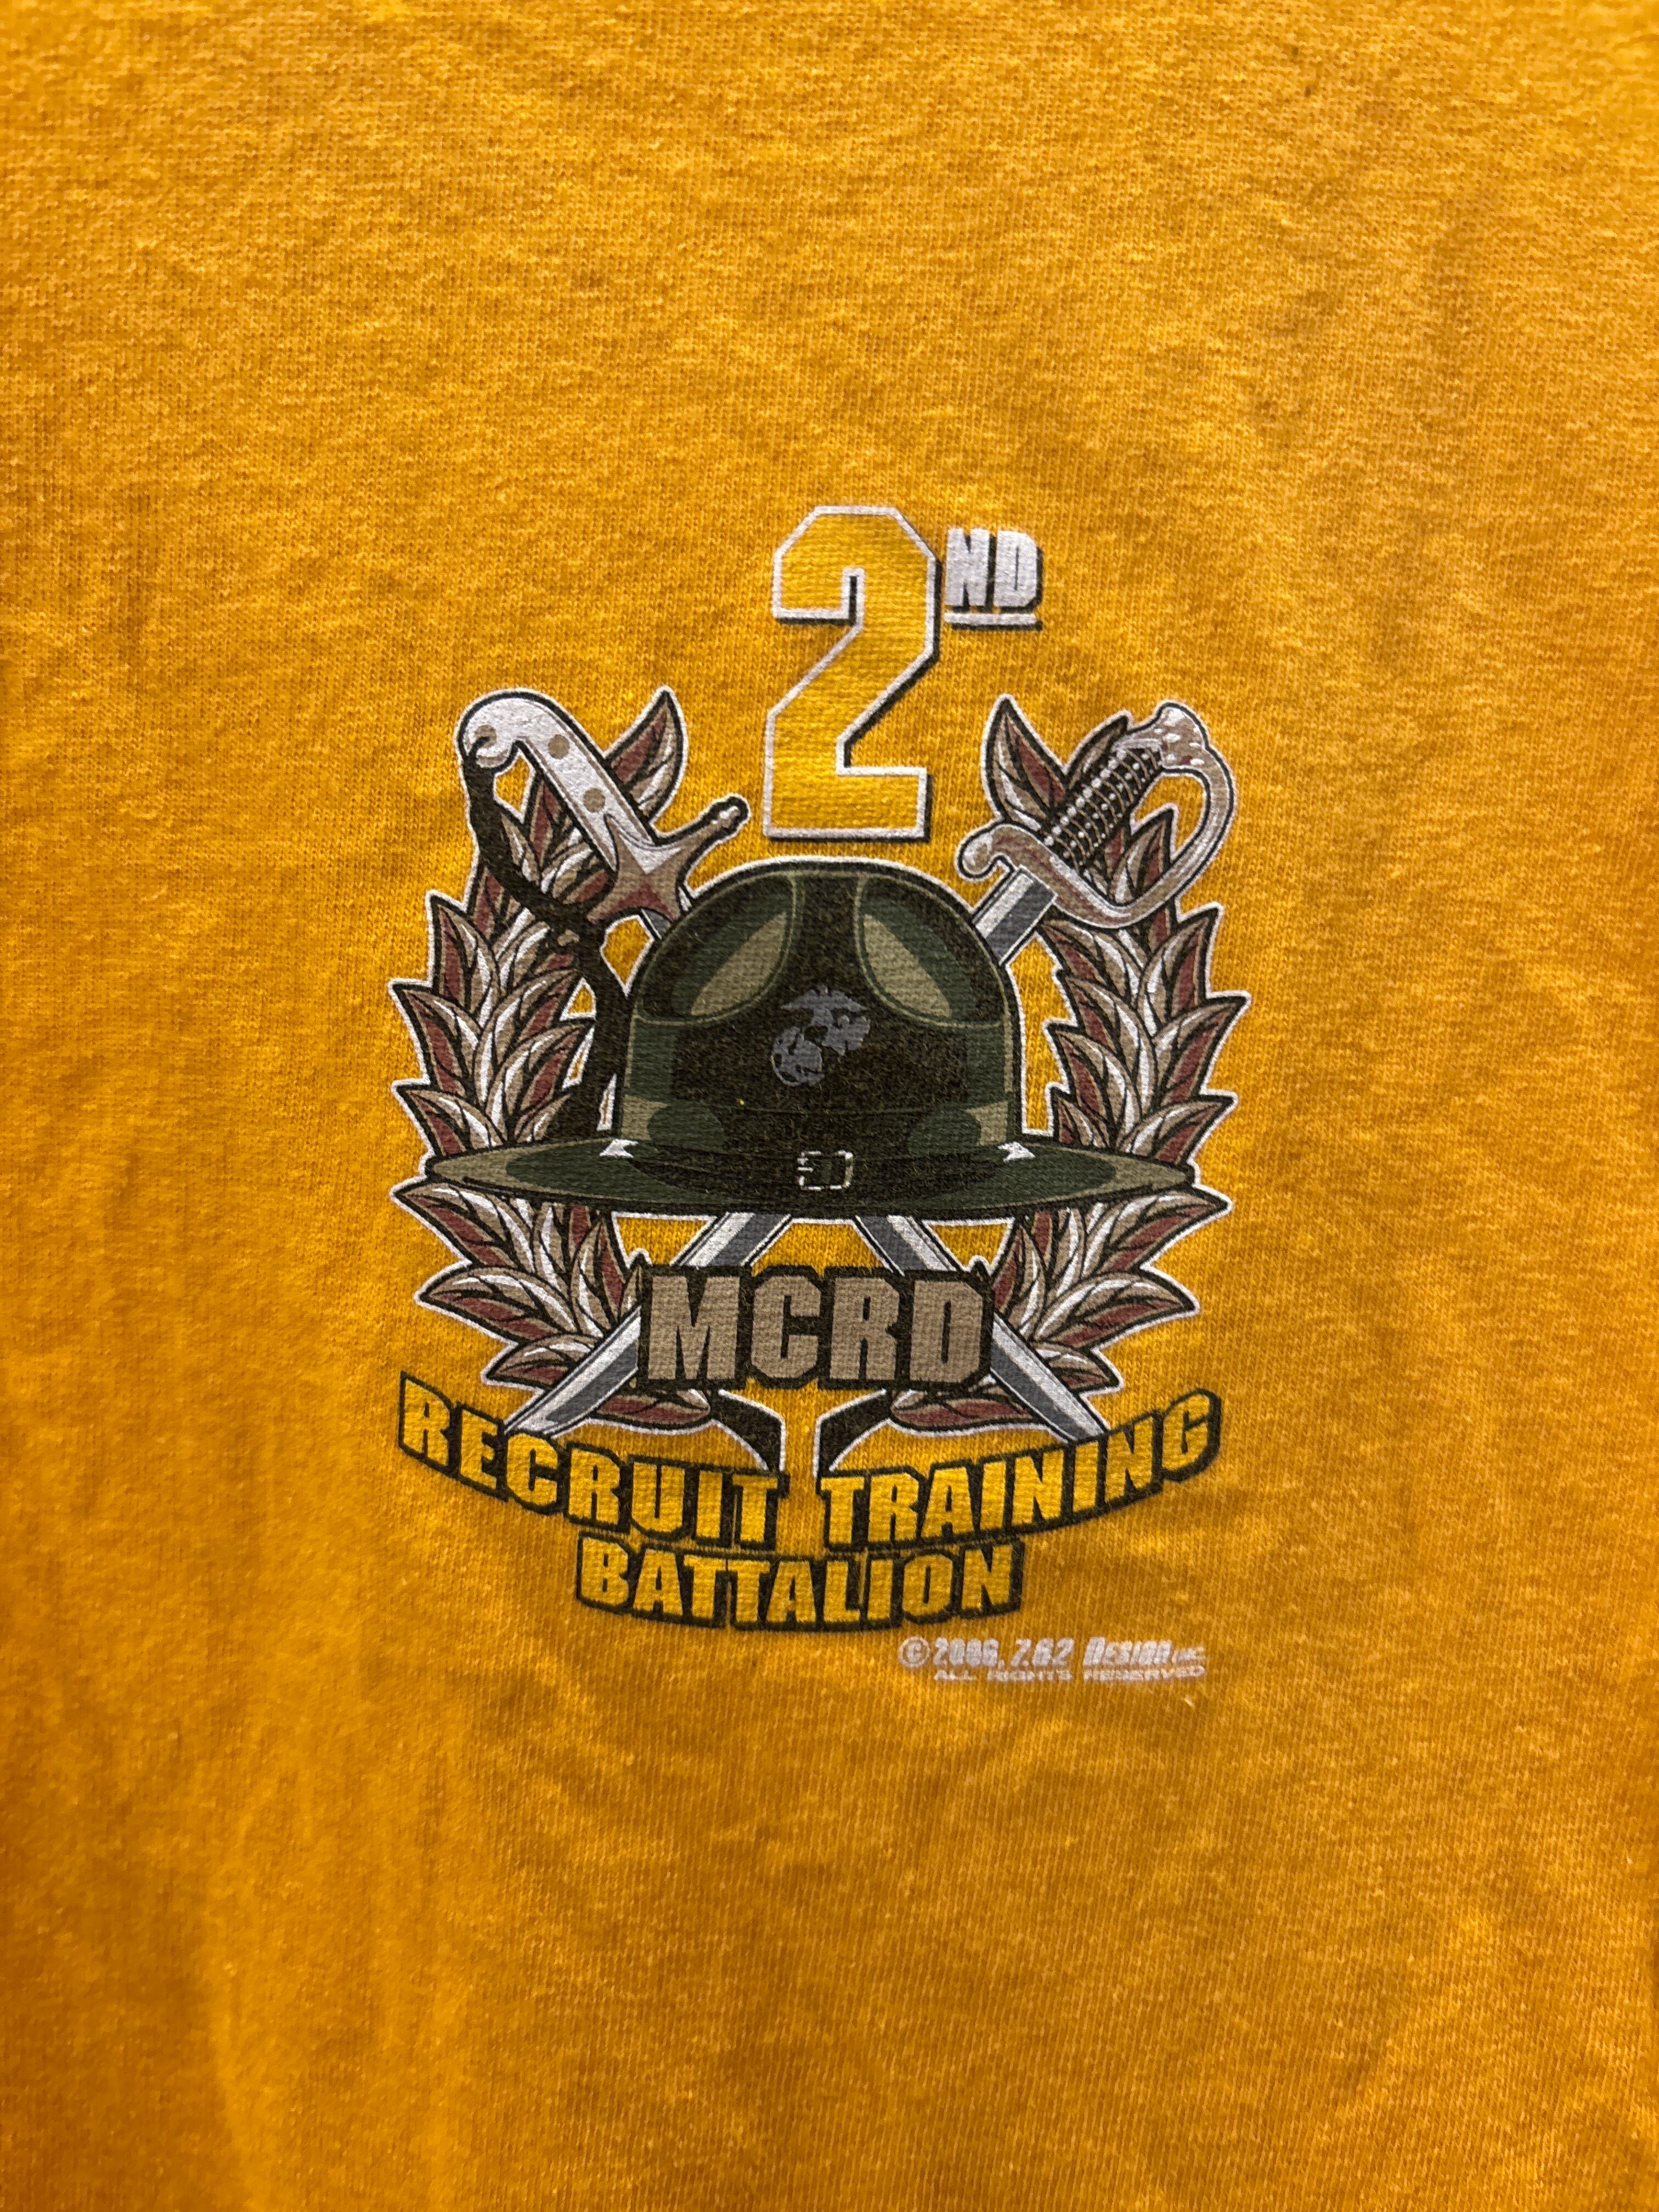 2ND
MCRD
RECRUIT TRAINING
BATTALION
©2006, 7.62 DESIGN INC.
ALL RIGHTS RESERVED